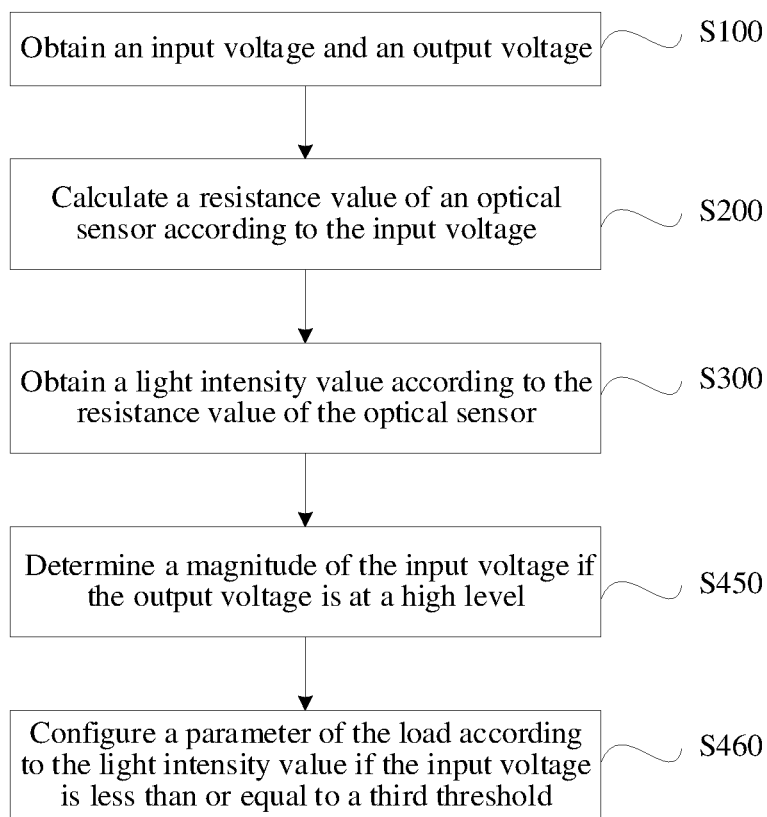 Obtain an input voltage and an output voltage
S100
Calculate a resistance value of an optical
sensor according to the input voltage
S200
Obtain a light intensity value according to the
resistance value of the optical sensor
S300
Determine a magnitude of the input voltage if
the output voltage is at a high level
S450
Configure a parameter of the load according
to the light intensity value if the input voltage
is less than or equal to a third threshold
S460